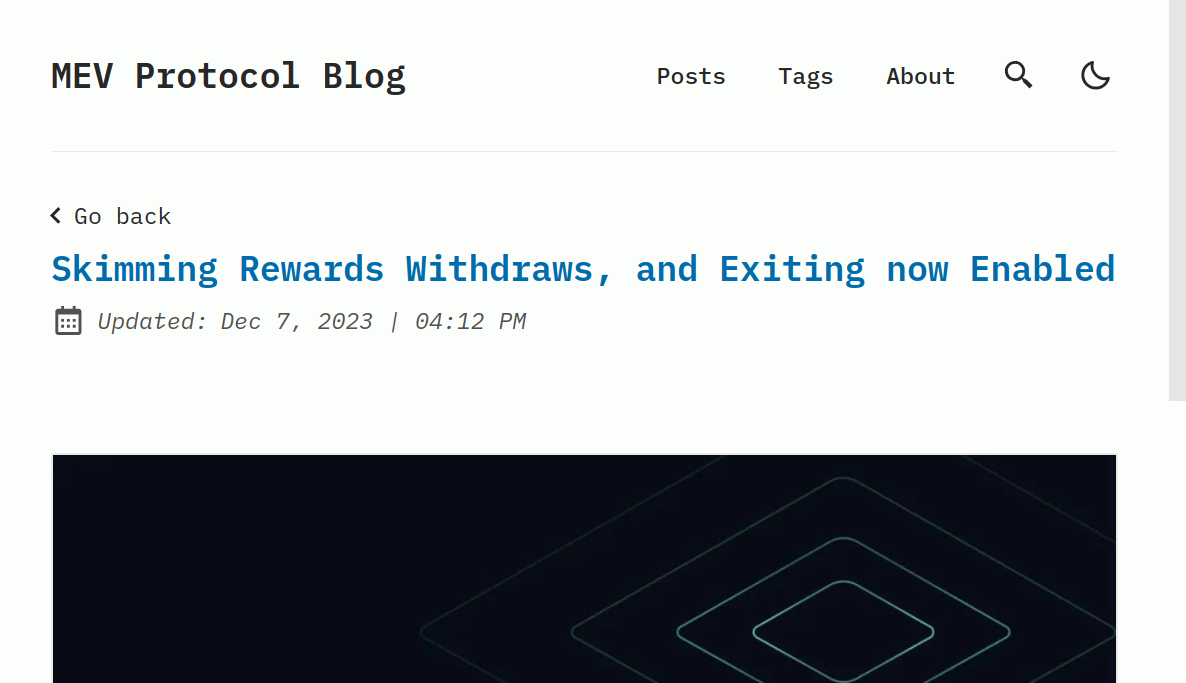 MEV Protocol Blog
Posts Tags About
Go back
Skimming Rewards Withdraws, and Exiting now Enabled
Updated: Dec 7, 2023 | 04:12 PM